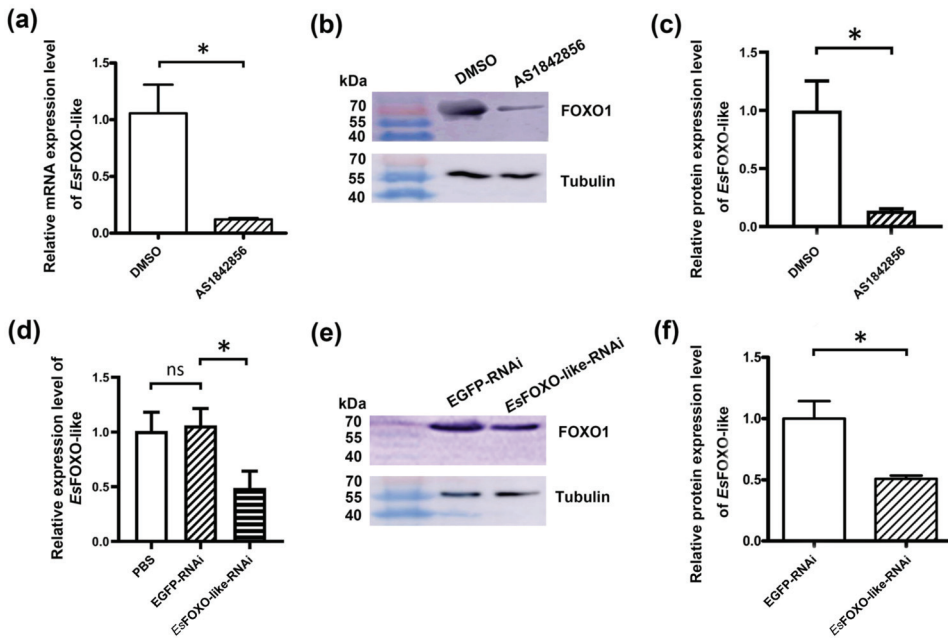 (a)
Relative mRNA expression level
of EsFOXO-like
1.5
1.0
0.5
0.0
*
DMSO
AS1842856
(b)
kDa
70
55
40
70
55
40
DMSO
AS1842856
FOXO1
Tubulin
(c)
Relative protein expression
of EsFOXO-like
1.5
1.0
0.5
0.0
*
DMSO
AS1842856
(d)
Relative expression level of
EsFOXO-like
1.5
1.0
0.5
0.0
ns
*
PBS
EGFP-RNAi
EsFOXO-like-RNAi
(e)
kDa
70
55
40
70
55
40
EGFP-RNAi
EsFOXO-like-RNAi
FOXO1
Tubulin
(f)
Relative protein expression level
of EsFOXO-like
1.5
1.0
0.5
0.0
*
EGFP-RNAi
EsFOXO-like-RNAi